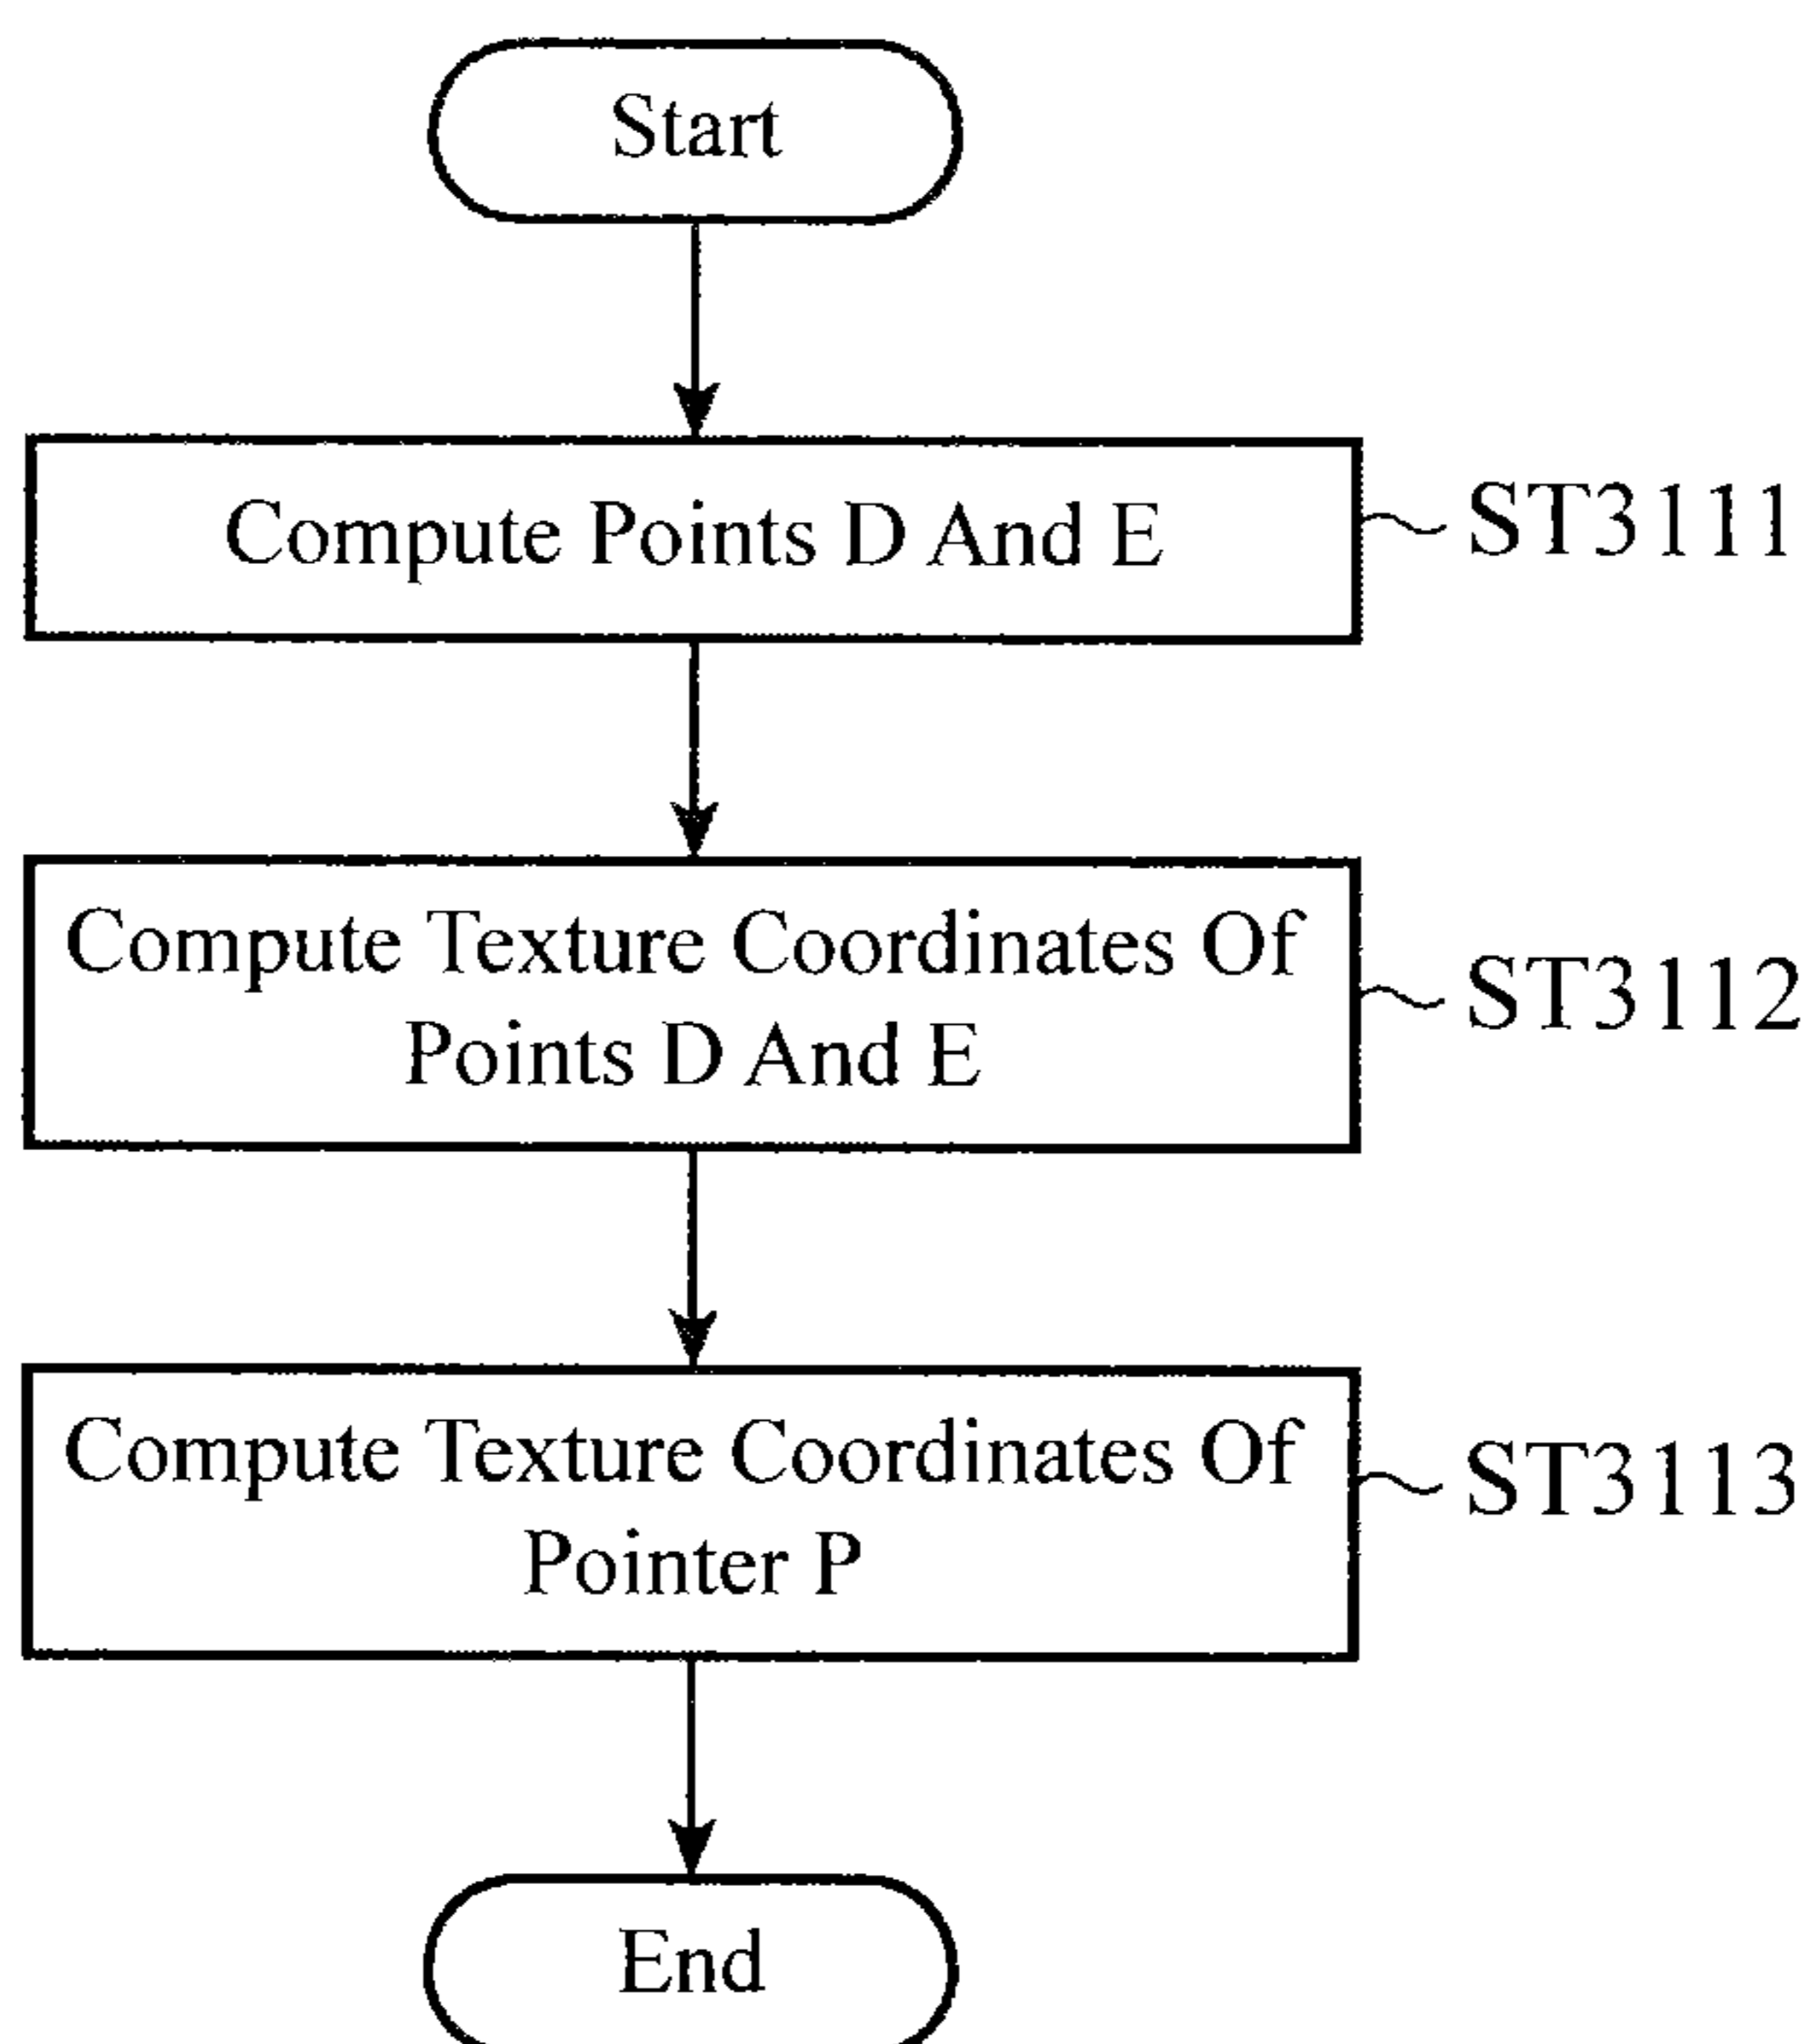 Start
Compute Points D And E
ST3111
Compute Texture Coordinates Of
Points D And E
ST3112
Compute Texture Coordinates Of
Pointer P
ST3113
End